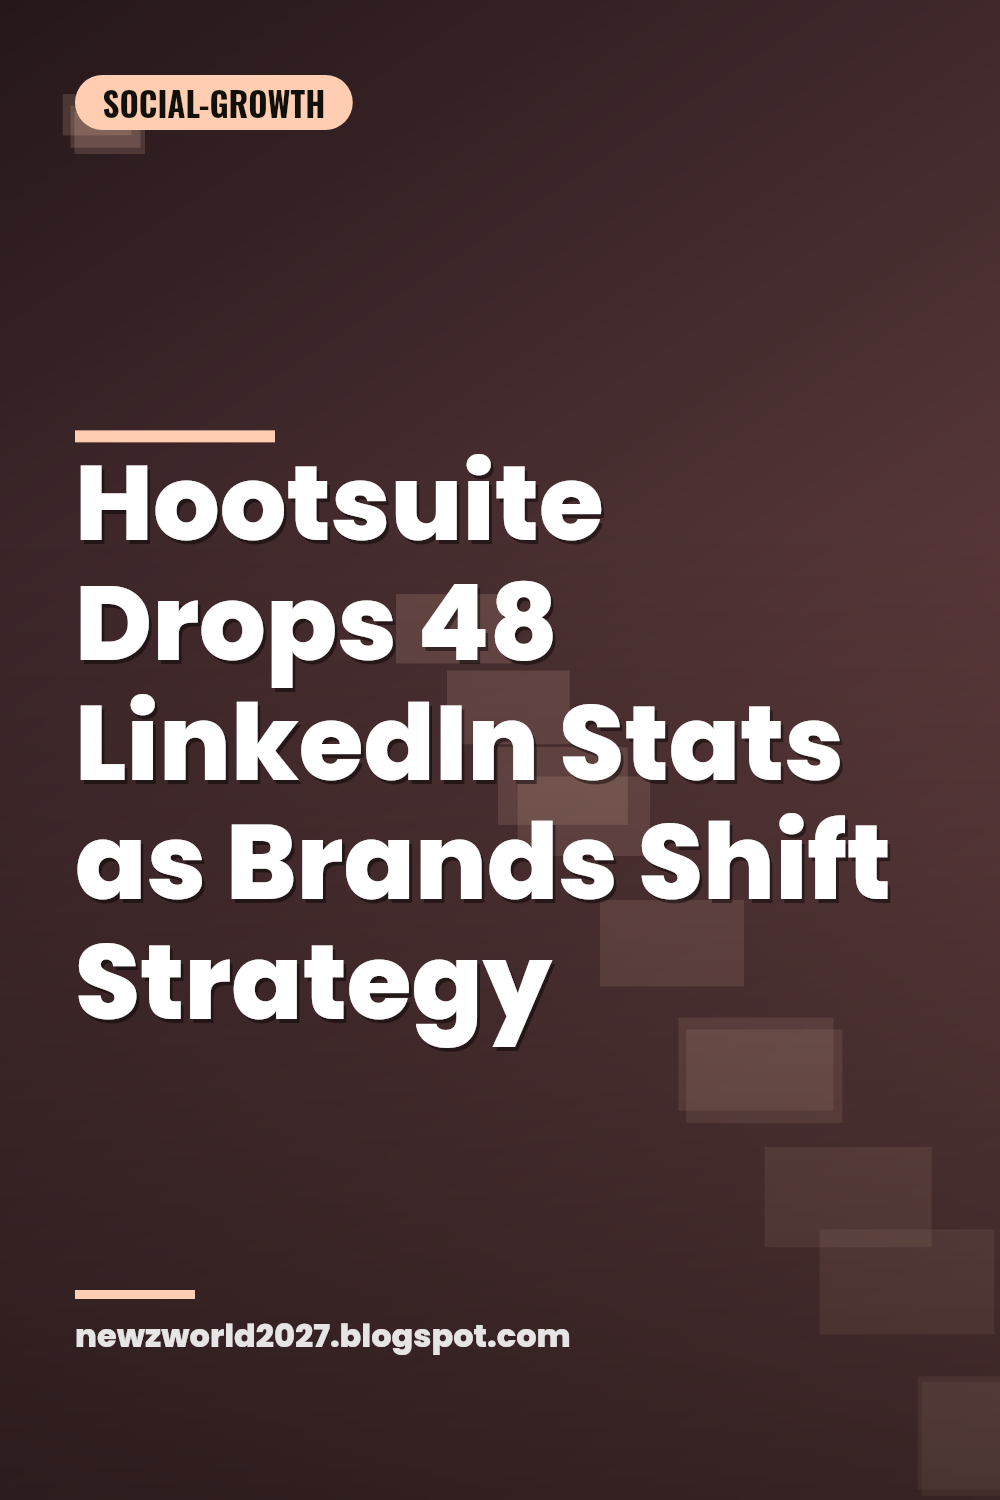 SOCIAL-GROWTH
Hootsuite
Drops 48
LinkedIn Stats
as Brands Shift
Strategy
newzworld2027.blogspot.com